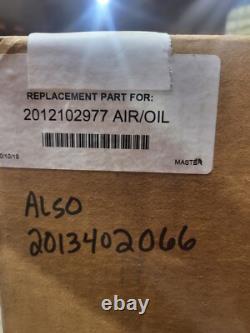 REPLACEMENT PART FOR:
2012102977 AIR/OIL
MASTER
ALSO
2013402066